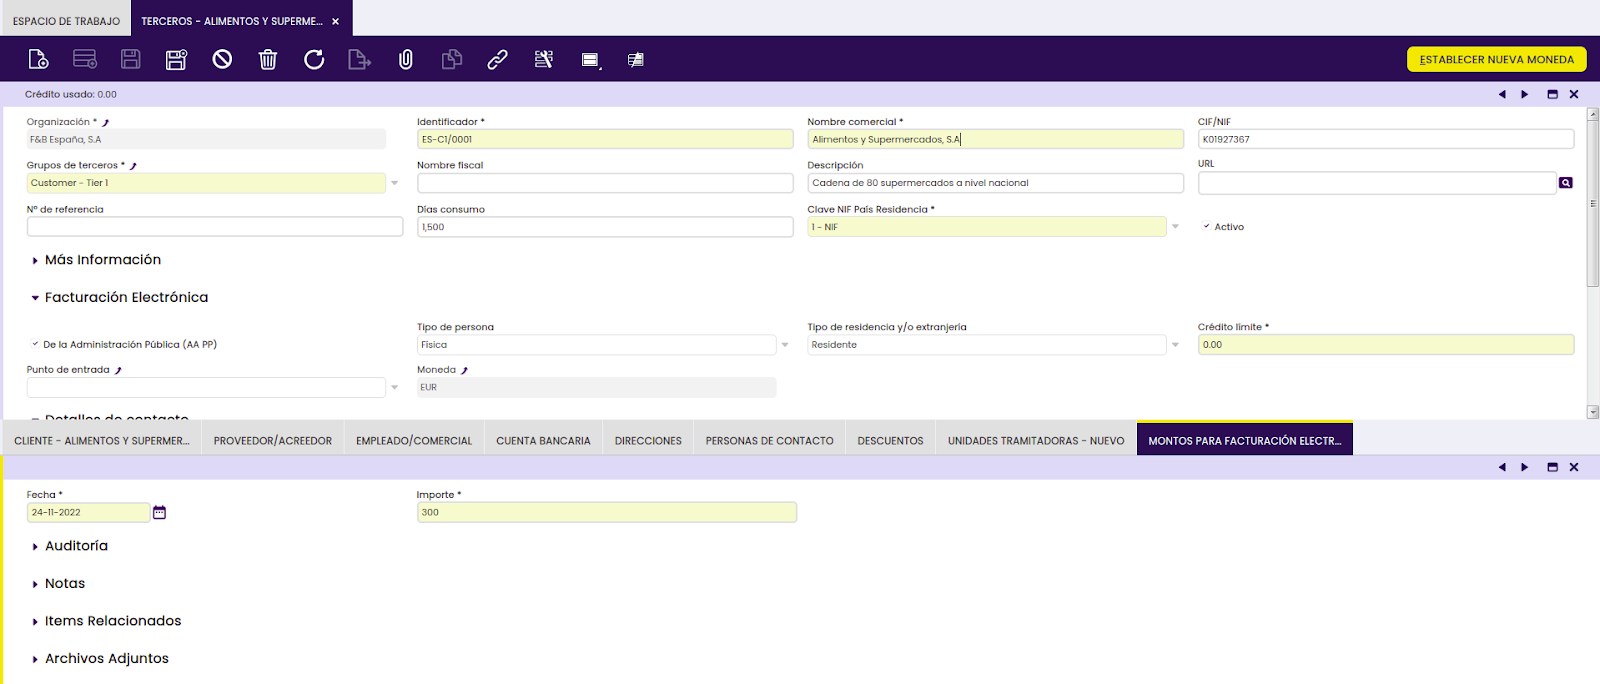 ESPACIO DE TRABAJO
TERCEROS - ALIMENTOS Y SUPERME... ×
ESTABLECER NUEVA MONEDA
Crédito usado: 0.00
Organización * Identificador * Nombre comercial * CIF/NIF
F&B España, S.A ES-C1/0001 Alimentos y Supermercados, S.A K01927367
Grupos de terceros * Nombre fiscal Descripción URL
Customer - Tier 1 Cadena de 80 supermercados a nivel nacional
Nº de referencia Días consumo Clave NIF País Residencia *
1,500 1 - NIF Activo
Más Información
Facturación Electrónica
Tipo de persona Tipo de residencia y/o extranjería Crédito límite *
De la Administración Pública (AA PP) Física Residente 0.00
Punto de entrada Moneda
EUR
Detalles de contacto
CLIENTE - ALIMENTOS Y SUPERMER... PROVEEDOR/ACREEDOR EMPLEADO/COMERCIAL CUENTA BANCARIA DIRECCIONES PERSONAS DE CONTACTO DESCUENTOS UNIDADES TRAMITADORAS - NUEVO MONTOS PARA FACTURACIÓN ELECTR...
Fecha * Importe *
24-11-2022 300
Auditoría
Notas
Items Relacionados
Archivos Adjuntos